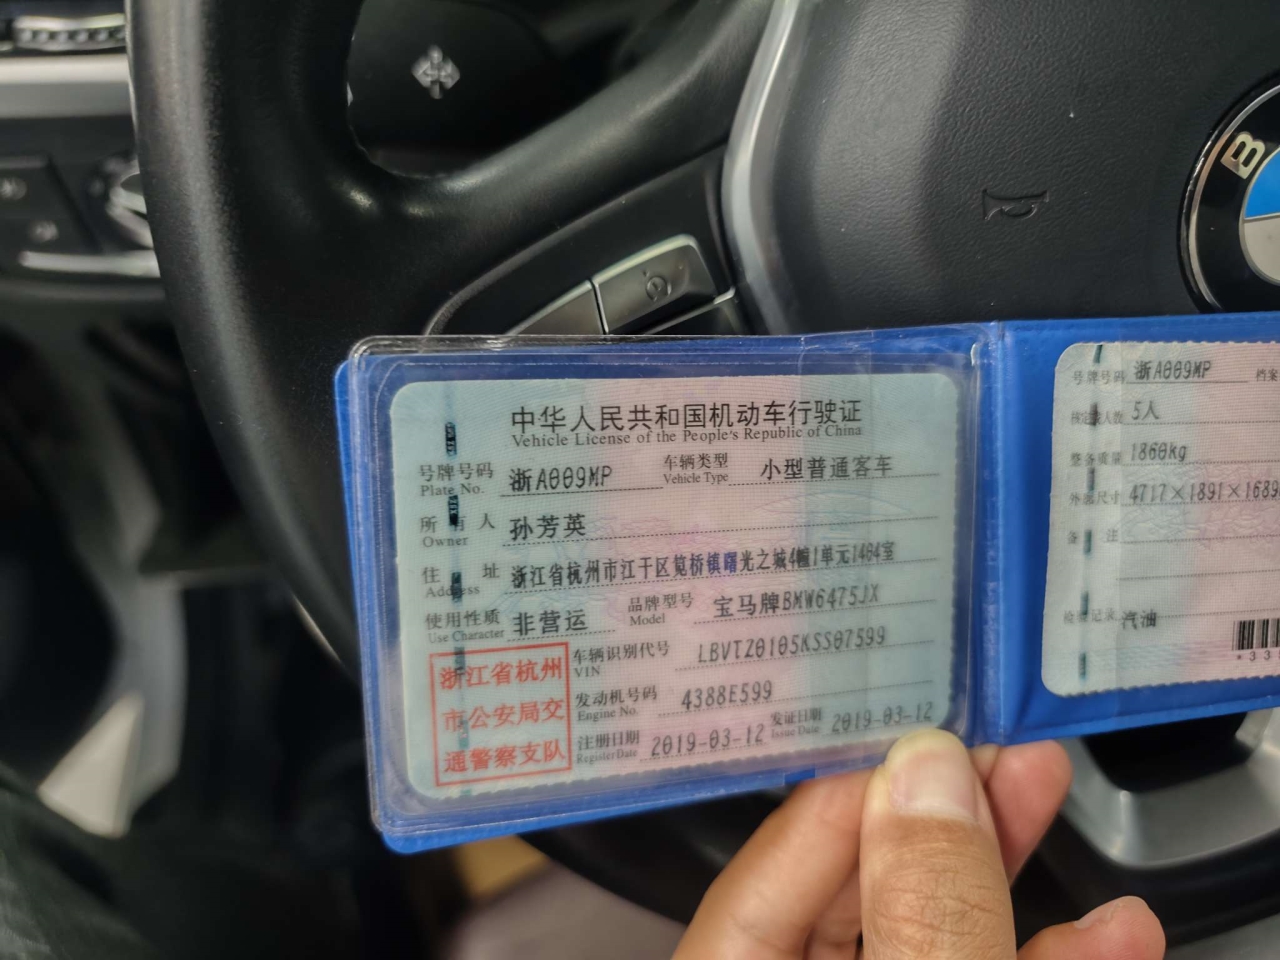 中华人民共和国机动车行驶证
Vehicle License of the People's Republic of China
号牌号码 浙A009MP 车辆类型 小型普通客车
Plate No. Vehicle Type
所有人 孙芳英
Owner
住址 浙江省杭州市江干区笕桥镇曙光之城4幢1单元1404室
Address
使用性质 非营运 品牌型号 宝马牌BMW6475JX
Use Character Model
浙江省杭州
市公安局交
通警察支队
车辆识别代号 LBVTZ0105KSS07599
VIN
发动机号码 4388E599
Engine No.
注册日期 2019-03-12 发证日期 2019-03-12
Register Date Issue Date
号牌号码 浙A009MP 档案
核定载人数 5人
整备质量 1860kg
外廓尺寸 4717×1891×1689
备注
检验记录 汽油
*33
B